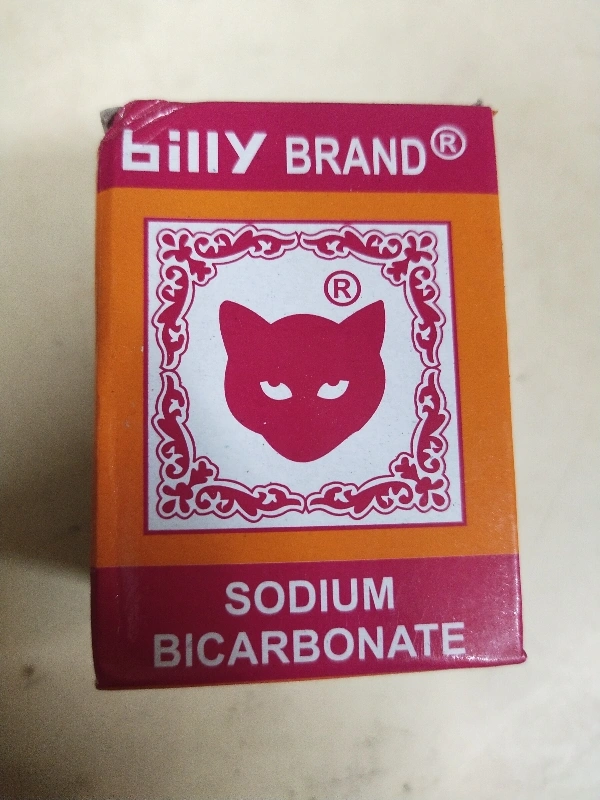 billy BRAND®
®
SODIUM
BICARBONATE